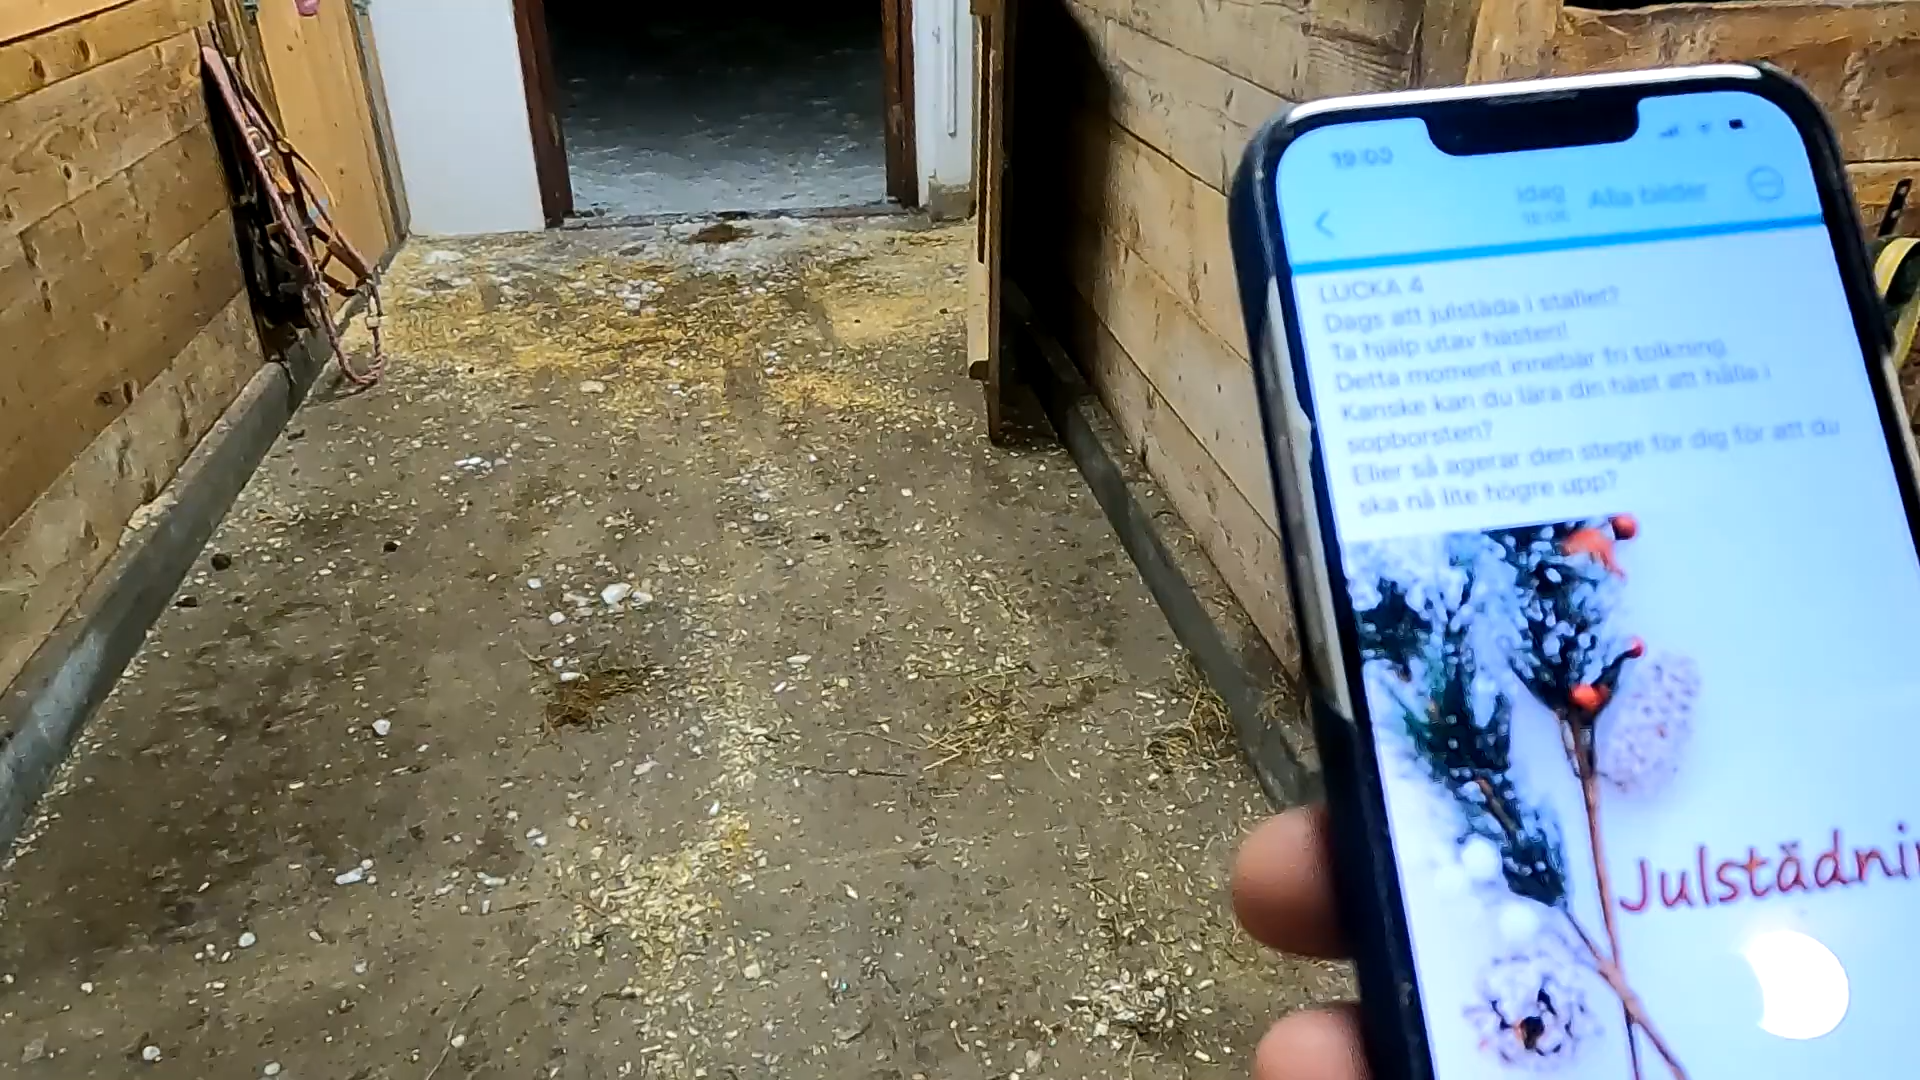 19:03
Idag
Alla bilder
18:06
LUCKA 4
Dags att julstäda i stallet?
Ta hjälp utav hästen!
Detta moment innebär fri tolkning.
Kanske kan du lära din häst att hålla i
sopborsten?
Eller så agerar den stege för dig för att du
ska nå lite högre upp?
Julstädni